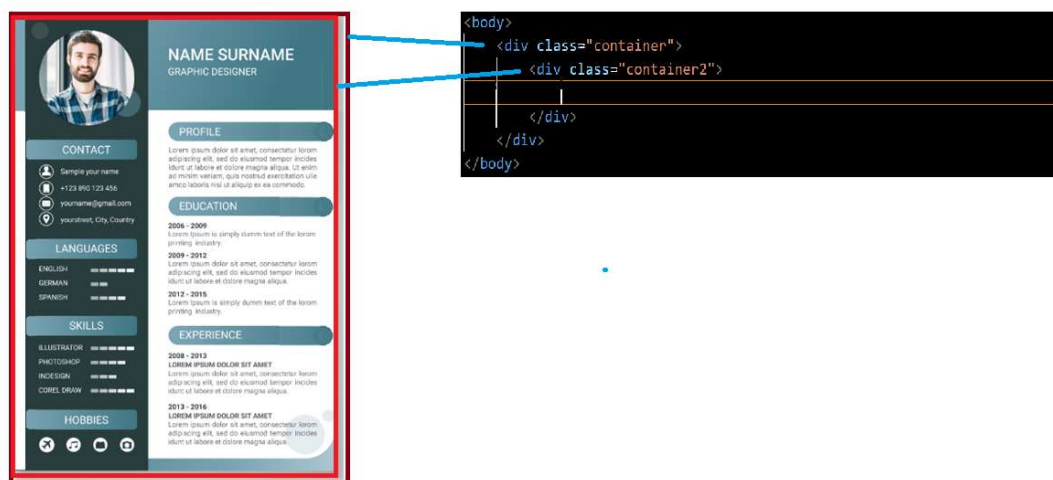 NAME SURNAME
GRAPHIC DESIGNER
CONTACT
Sample your name
+123 890 123 456
yourname@gmail.com
yourstreet, City, Country
LANGUAGES
ENGLISH
GERMAN
SPANISH
SKILLS
ILLUSTRATOR
PHOTOSHOP
INDESIGN
COREL DRAW
HOBBIES
PROFILE
Lorem ipsum dolor sit amet, consectetur lorem
adipiscing elit, sed do eiusmod tempor incides
idunt ut labore et dolore magna aliqua. Ut enim
ad minim veniam, quis nostrud exercitation ulle
amco laboris nisi ut aliquip ex ea commodo.
EDUCATION
2006 - 2009
Lorem Ipsum is simply dumm text of the lorem
printing industry.
2009 - 2012
Lorem ipsum dolor sit amet, consectetur lorem
adipiscing elit, sed do eiusmod tempor incides
idunt ut labore et dolore magna aliqua.
2012 - 2015
Lorem Ipsum is simply dumm text of the lorem
printing industry.
EXPERIENCE
2008 - 2013
LOREM IPSUM DOLOR SIT AMET
Lorem ipsum dolor sit amet, consectetur lorem
adipiscing elit, sed do eiusmod tempor incides
idunt ut labore et dolore magna aliqua.
2013 - 2016
LOREM IPSUM DOLOR SIT AMET
Lorem ipsum dolor sit amet, consectetur lorem
adipiscing elit, sed do eiusmod tempor incides
idunt ut labore et dolore magna aliqua.
<body>
<div class="container">
<div class="container2">
</div>
</div>
</body>